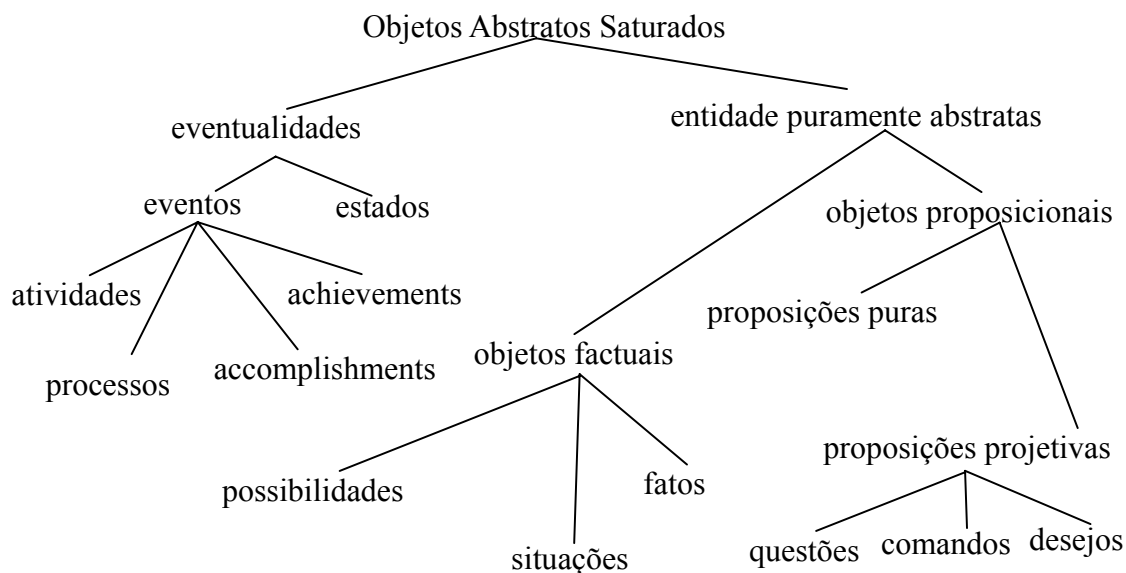 Objetos Abstratos Saturados
eventualidades
entidade puramente abstratas
eventos
estados
objetos proposicionais
atividades
achievements
proposições puras
processos
accomplishments
objetos factuais
proposições projetivas
possibilidades
fatos
situações
questões
comandos
desejos